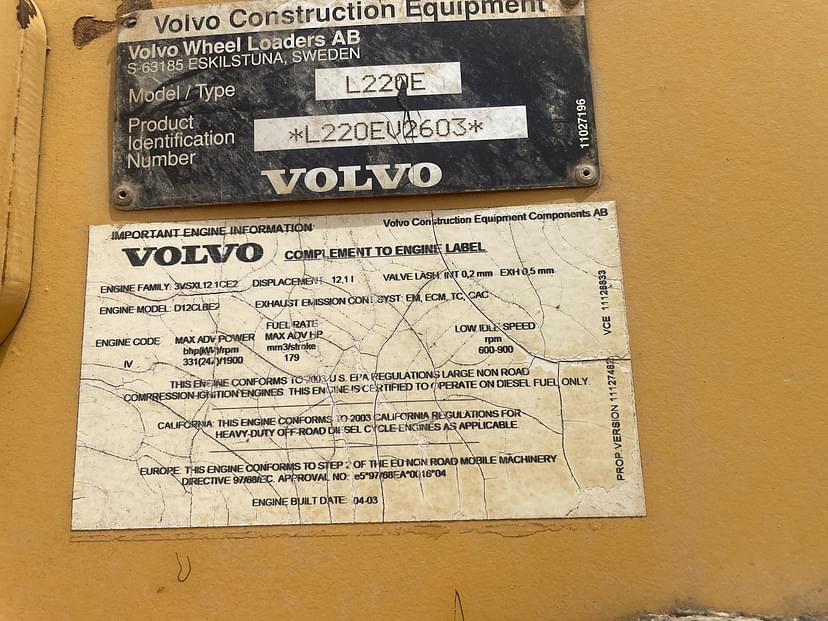 Volvo Construction Equipment
Volvo Wheel Loaders AB
S-63185 ESKILSTUNA, SWEDEN
Model / Type
L220E
Product
Identification
Number
*L220EV2603*
11027196
VOLVO
IMPORTANT ENGINE INFORMATION
Volvo Construction Equipment Components AB
VOLVO
COMPLEMENT TO ENGINE LABEL
ENGINE FAMILY: 3VSXL12.1CE2 DISPLACEMENT: 12,1 l VALVE LASH: INT 0,2 mm EXH 0,5 mm
ENGINE MODEL: D12CLBE2 EXHAUST EMISSION CONT.SYST: EM, ECM, TC, CAC
ENGINE CODE
IV
MAX ADV POWER
bhp(kW)/rpm
/1900
FUEL RATE
MAX ADV HP
mm3/stroke
179
LOW IDLE SPEED
rpm
600-900
THIS ENGINE CONFORMS TO 2003 U.S. EPA REGULATIONS LARGE NON ROAD
COMPRESSION-IGNITION ENGINES. THIS ENGINE IS CERTIFIED TO OPERATE ON DIESEL FUEL ONLY.
CALIFORNIA: THIS ENGINE CONFORMS TO 2003 CALIFORNIA REGULATIONS FOR
HEAVY-DUTY OFF-ROAD DIESEL CYCLE ENGINES AS APPLICABLE
EUROPE: THIS ENGINE CONFORMS TO STEP 2 OF THE EU NON ROAD MOBILE MACHINERY
DIRECTIVE 97/68/EC. APPROVAL NO: e5*97/68EA*0016*04
ENGINE BUILT DATE: 04-03
VCE 11128833
PROP VERSION